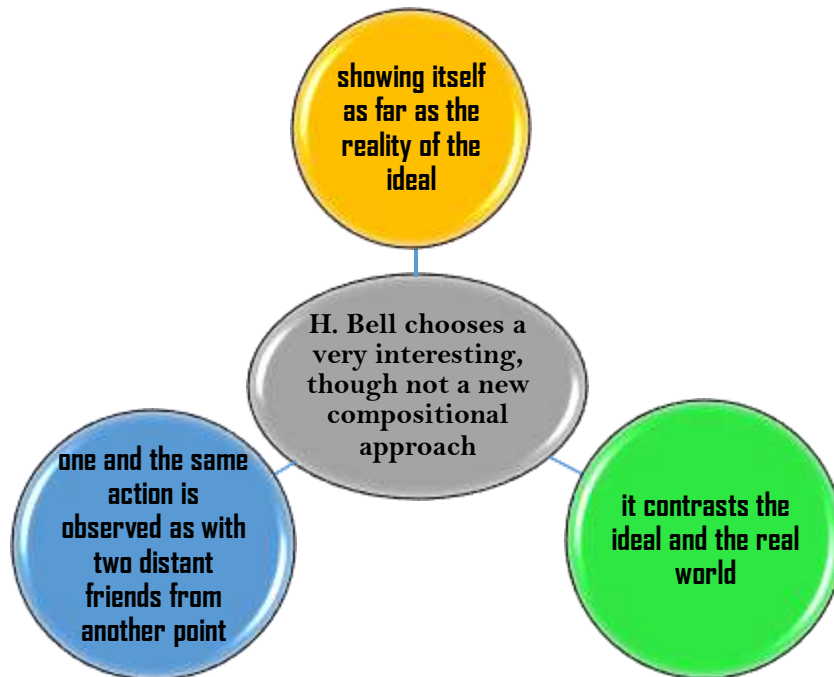 showing itself
as far as the
reality of the
ideal
H. Bell chooses a
very interesting,
though not a new
compositional
approach
one and the same
action is
observed as with
two distant
friends from
another point
it contrasts the
ideal and the real
world